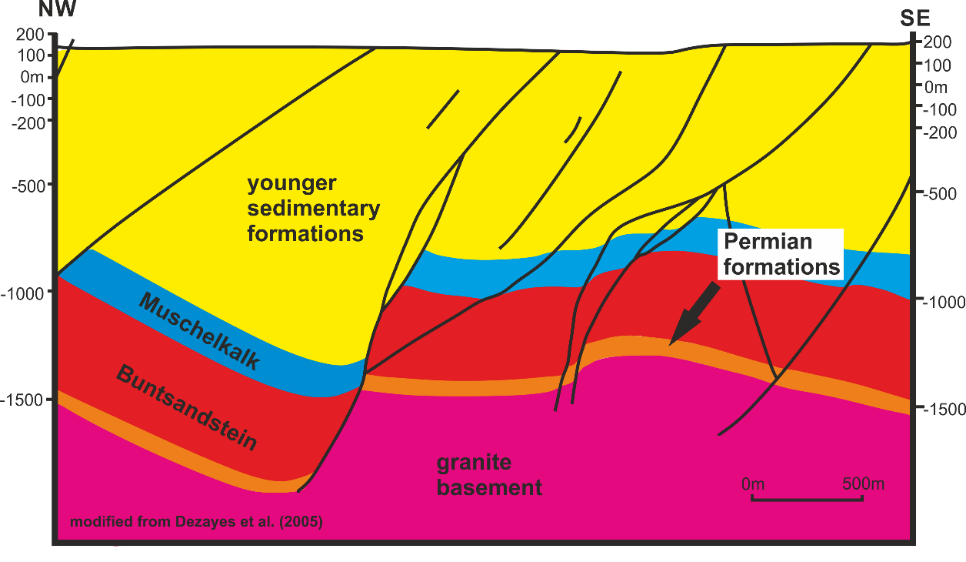 NW
SE
200
100
0m
-100
-200
-500
-1000
-1500
200
100
0m
-100
-200
-500
-1000
-1500
younger
sedimentary
formations
Permian
formations
Muschelkalk
Buntsandstein
granite
basement
0m 500m
modified from Dezayes et al. (2005)